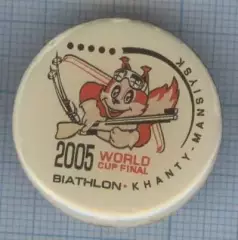 2005 WORLD
CUP FINAL
BIATHLON • KHANTY-MANSIYSK